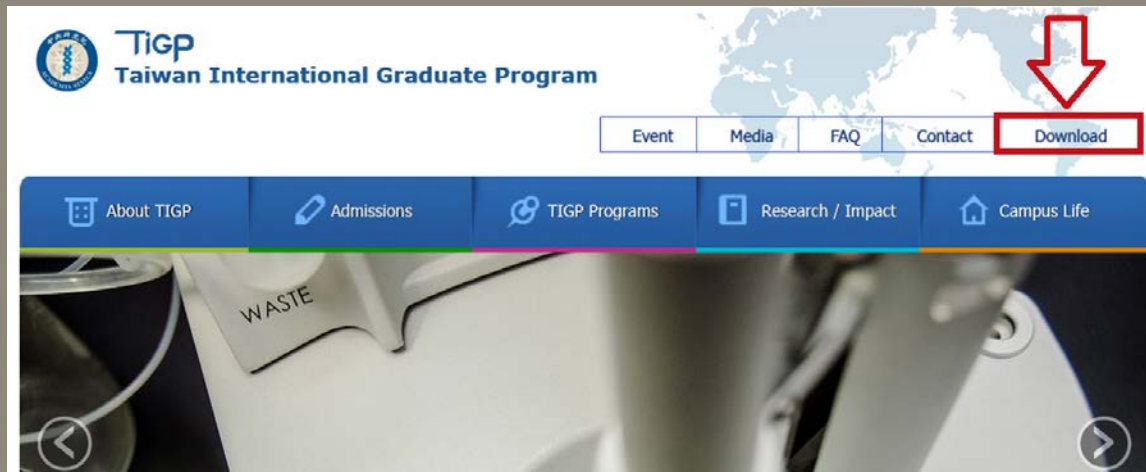 TiGP
Taiwan International Graduate Program
Event Media FAQ Contact Download
About TIGP Admissions TIGP Programs Research / Impact Campus Life
WASTE